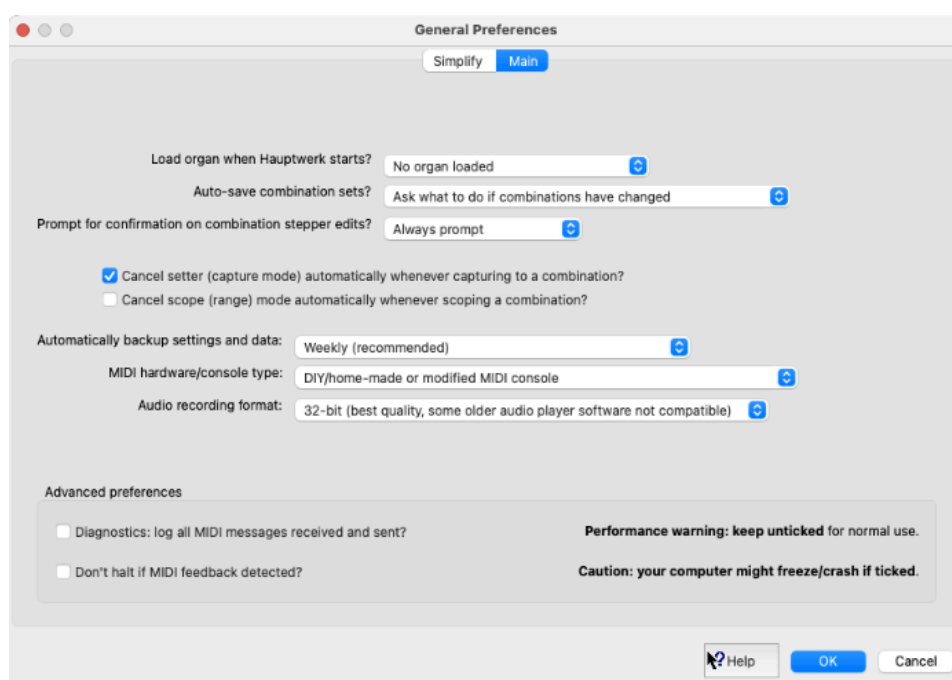 General Preferences
Simplify Main
Load organ when Hauptwerk starts? No organ loaded
Auto-save combination sets? Ask what to do if combinations have changed
Prompt for confirmation on combination stepper edits? Always prompt
Cancel setter (capture mode) automatically whenever capturing to a combination?
Cancel scope (range) mode automatically whenever scoping a combination?
Automatically backup settings and data: Weekly (recommended)
MIDI hardware/console type: DIY/home-made or modified MIDI console
Audio recording format: 32-bit (best quality, some older audio player software not compatible)
Advanced preferences
Diagnostics: log all MIDI messages received and sent? Performance warning: keep unticked for normal use.
Don't halt if MIDI feedback detected? Caution: your computer might freeze/crash if ticked.
Help OK Cancel